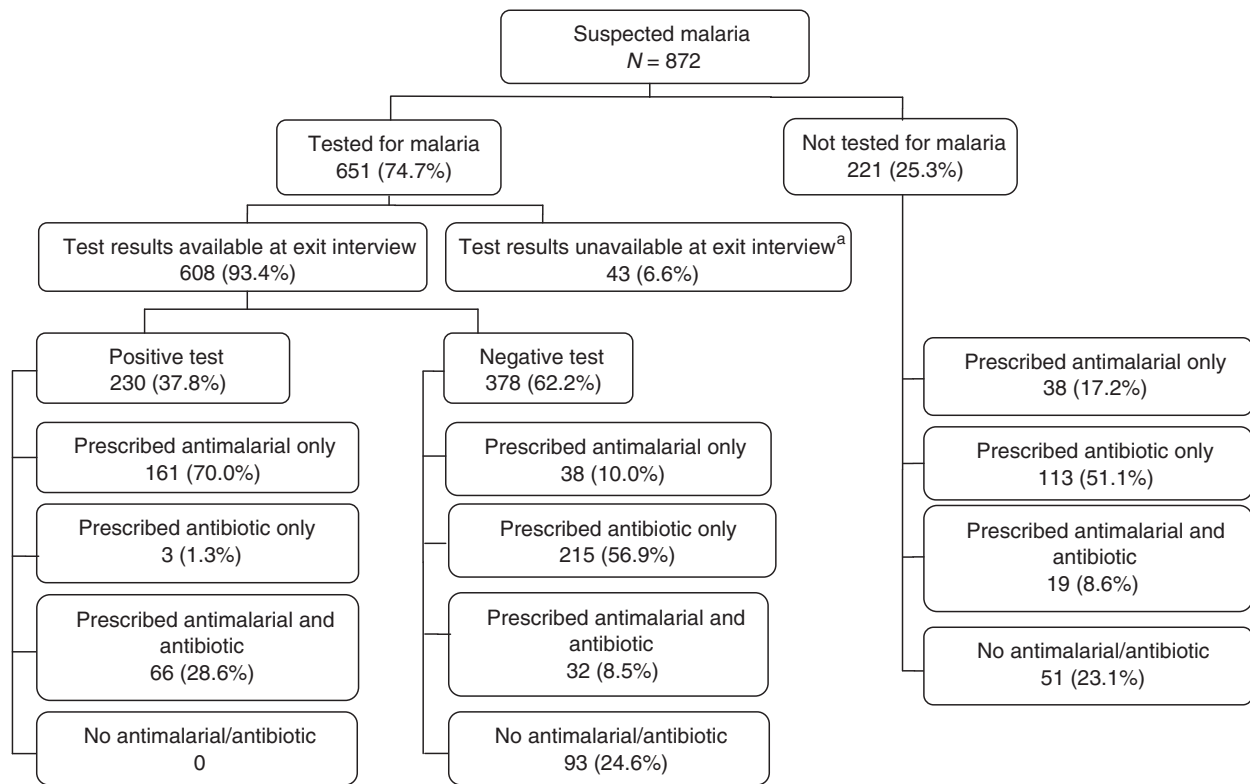 Suspected malaria
N = 872
Tested for malaria
651 (74.7%)
Not tested for malaria
221 (25.3%)
Test results available at exit interview
608 (93.4%)
Test results unavailable at exit interviewa
43 (6.6%)
Positive test
230 (37.8%)
Negative test
378 (62.2%)
Prescribed antimalarial only
38 (17.2%)
Prescribed antimalarial only
161 (70.0%)
Prescribed antimalarial only
38 (10.0%)
Prescribed antibiotic only
113 (51.1%)
Prescribed antibiotic only
3 (1.3%)
Prescribed antibiotic only
215 (56.9%)
Prescribed antimalarial and
antibiotic
19 (8.6%)
Prescribed antimalarial and
antibiotic
66 (28.6%)
Prescribed antimalarial and
antibiotic
32 (8.5%)
No antimalarial/antibiotic
51 (23.1%)
No antimalarial/antibiotic
0
No antimalarial/antibiotic
93 (24.6%)